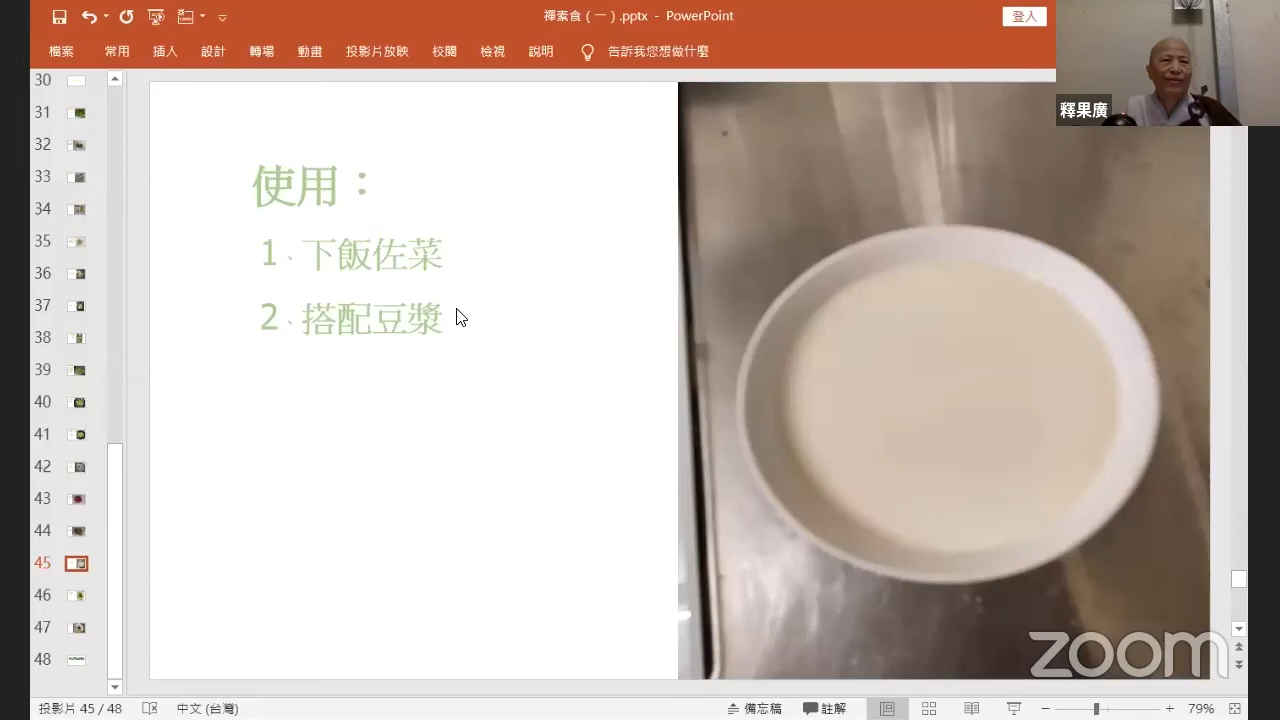 禪素食 ( 一 ) .pptx - PowerPoint
登入
檔案 常用 插入 設計 轉場 動畫 投影片放映 校閱 檢視 說明 告訴我您想做什麼
釋果廣
30
31
32
33
34
35
36
37
38
39
40
41
42
43
44
45
46
47
48
使用：
1、下飯佐菜
2、搭配豆漿
zoom
投影片 45 / 48 中文 (台灣) 備忘稿 註解 79%